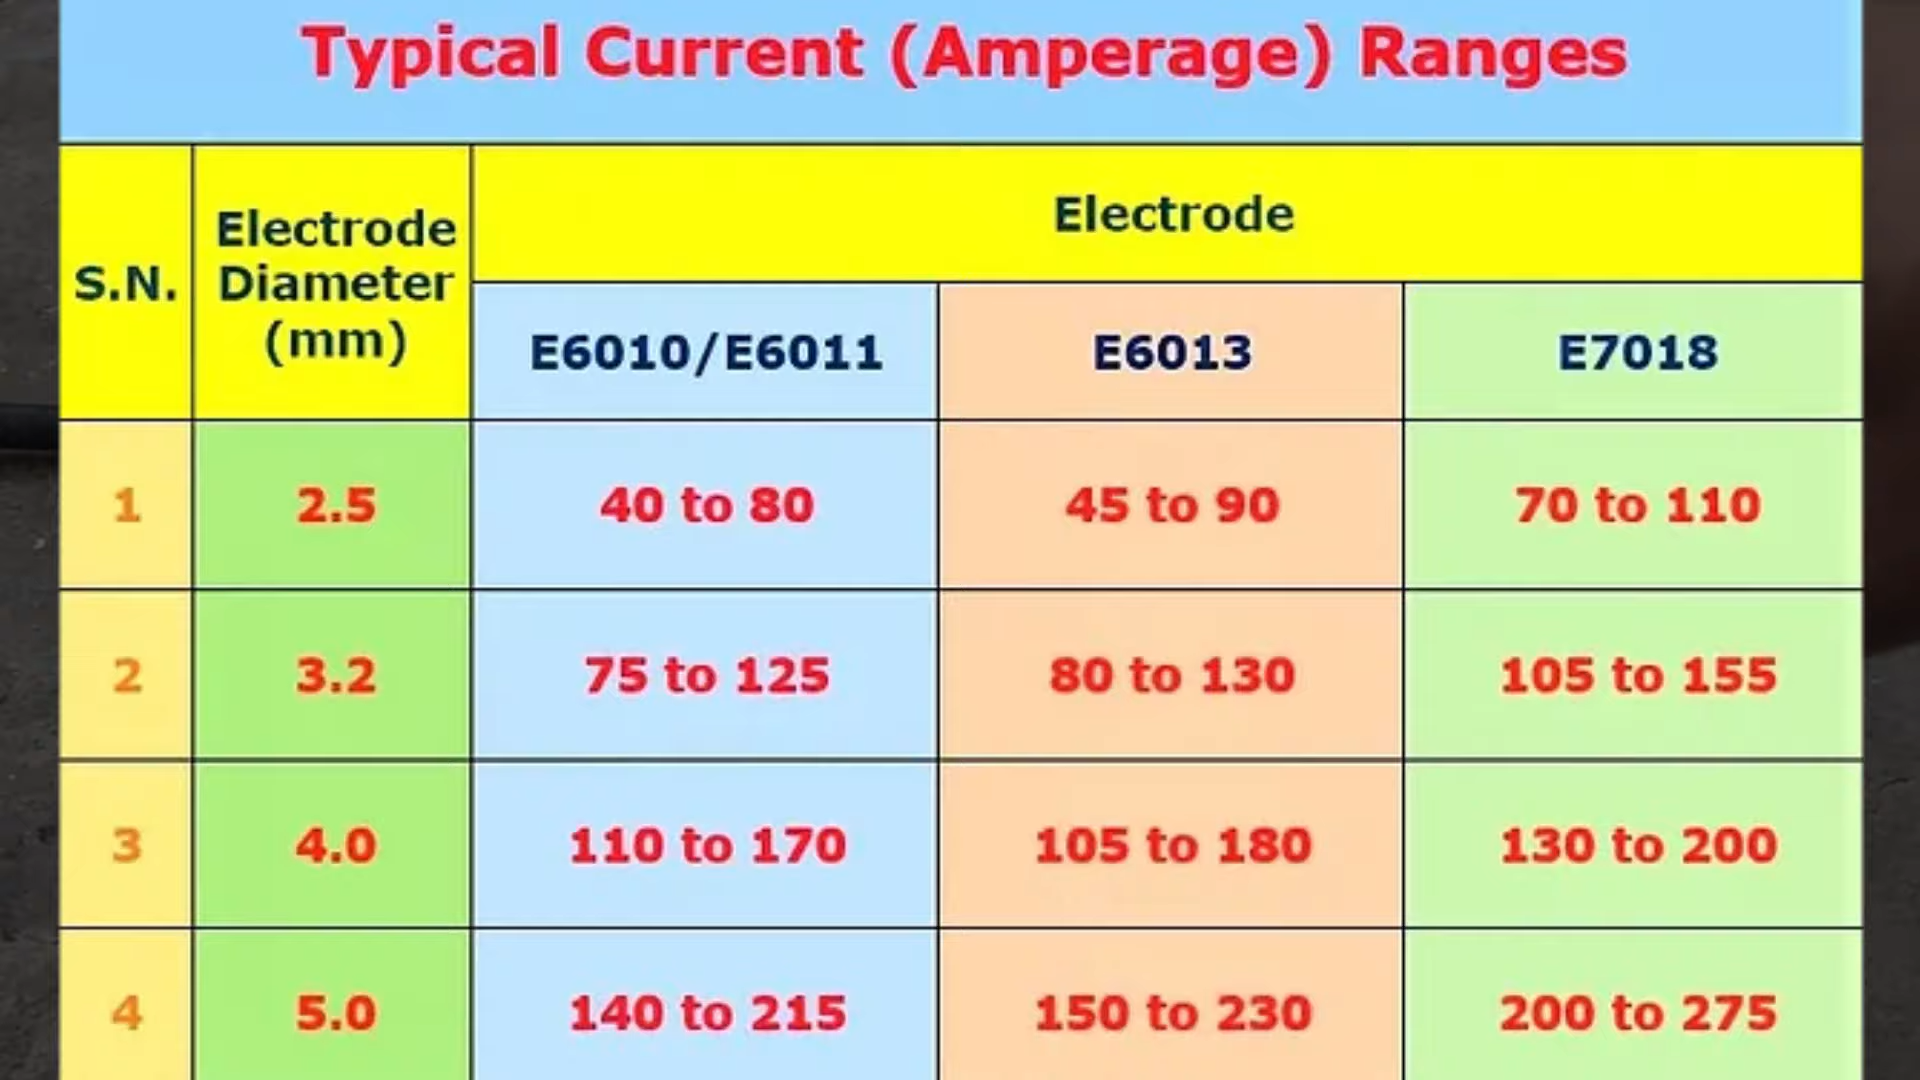 Typical Current (Amperage) Ranges
S.N.
Electrode
Diameter
(mm)
Electrode
E6010/E6011
E6013
E7018
1
2.5
40 to 80
45 to 90
70 to 110
2
3.2
75 to 125
80 to 130
105 to 155
3
4.0
110 to 170
105 to 180
130 to 200
4
5.0
140 to 215
150 to 230
200 to 275